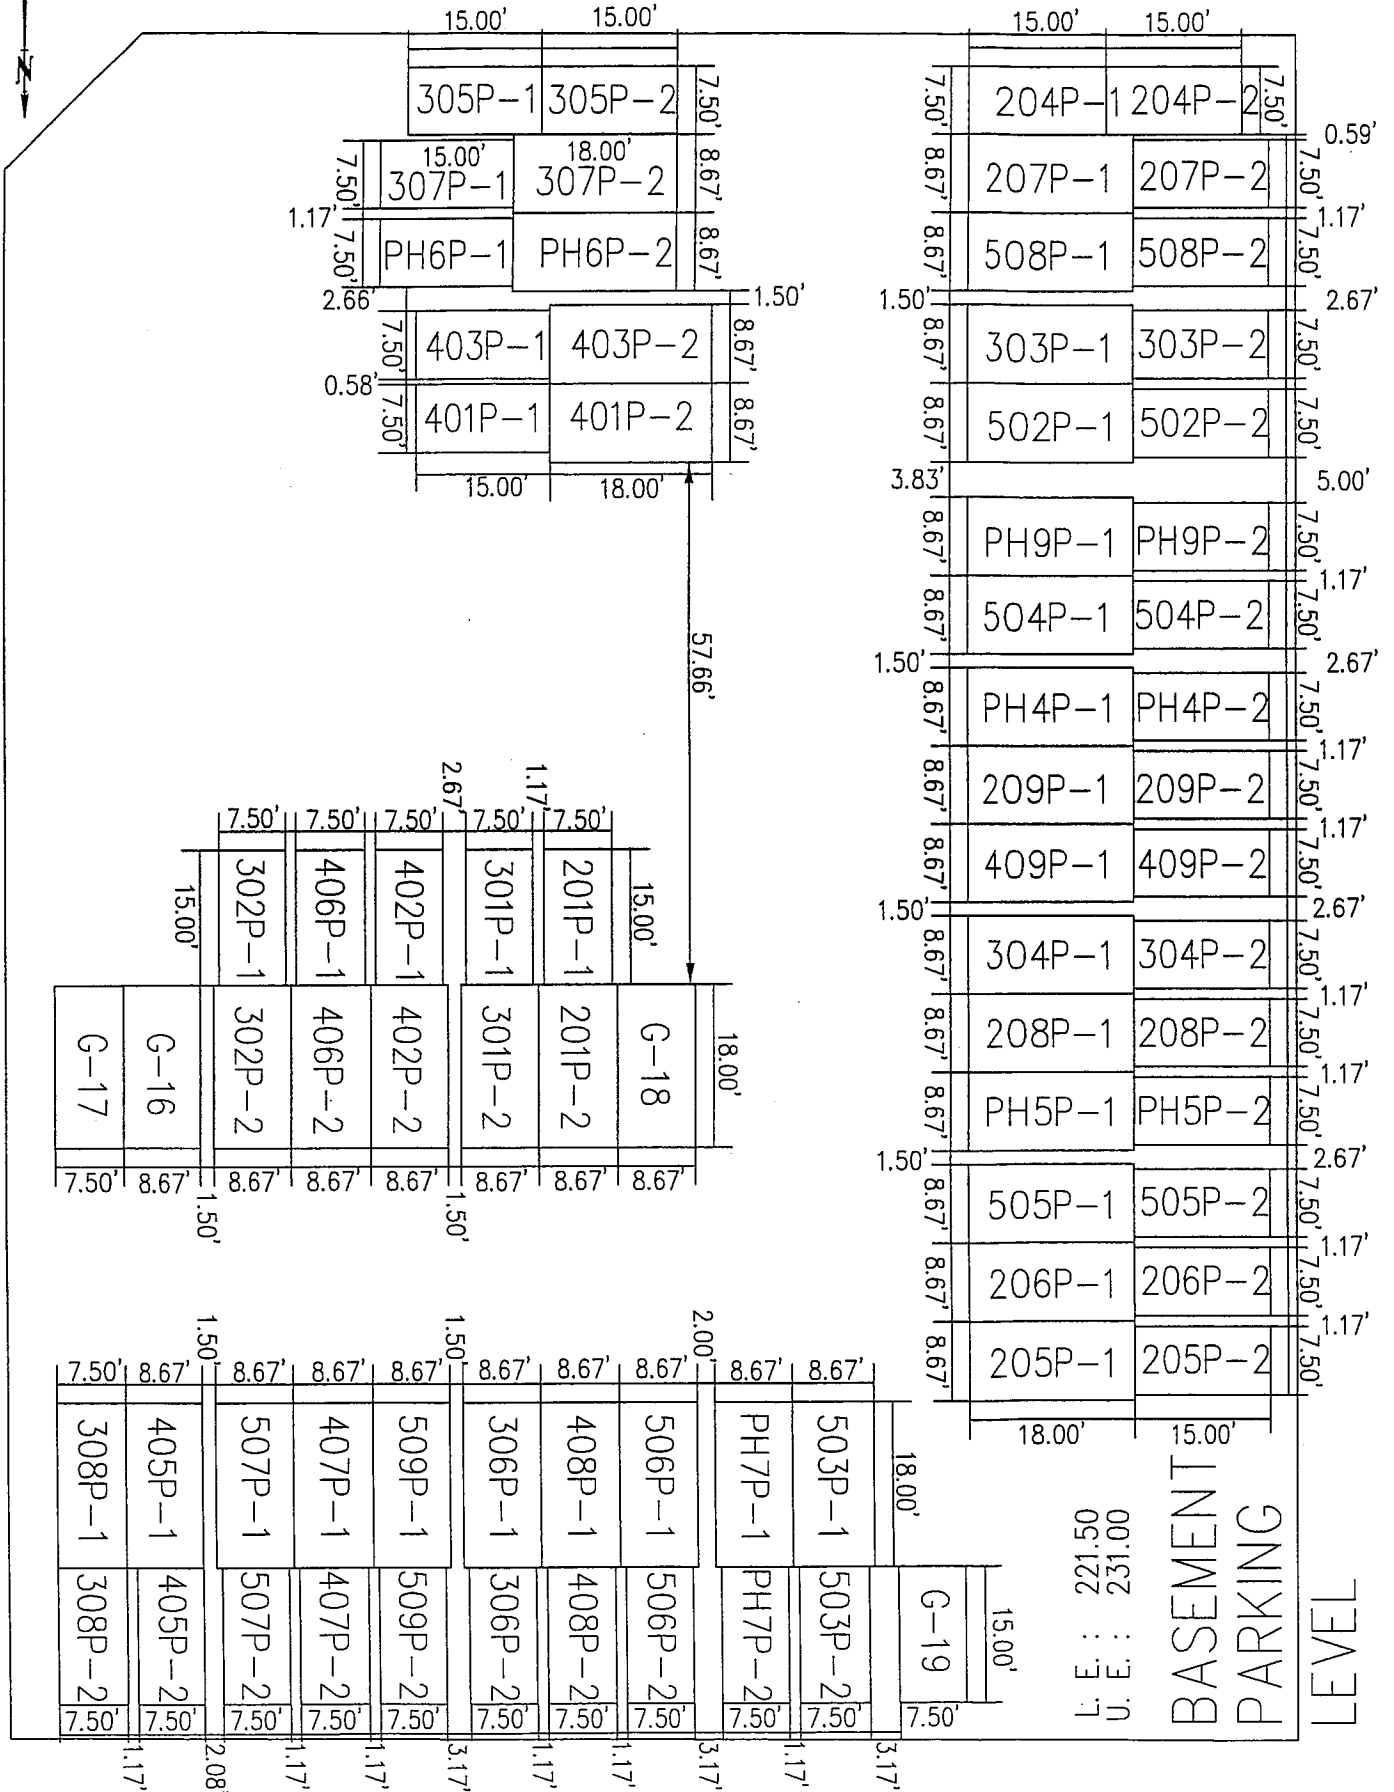 15.00' 15.00' 15.00' 15.00'
N
305P-1 305P-2 7.50' 7.50' 204P-1 204P-2 7.50'
0.59'
15.00' 18.00'
7.50' 307P-1 307P-2 8.67' 8.67' 207P-1 207P-2 7.50'
1.17' 1.17'
7.50' PH6P-1 PH6P-2 8.67' 8.67' 508P-1 508P-2 7.50'
2.66' 1.50' 1.50' 2.67'
7.50' 403P-1 403P-2 8.67' 8.67' 303P-1 303P-2 7.50'
0.58'
7.50' 401P-1 401P-2 8.67' 8.67' 502P-1 502P-2 7.50'
15.00' 18.00' 3.83' 5.00'
8.67' PH9P-1 PH9P-2 7.50'
1.17'
57.66' 8.67' 504P-1 504P-2 7.50'
1.50' 2.67'
8.67' PH4P-1 PH4P-2 7.50'
1.17'
8.67' 209P-1 209P-2 7.50'
1.17'
8.67' 409P-1 409P-2 7.50'
1.50' 2.67'
8.67' 304P-1 304P-2 7.50'
1.17'
8.67' 208P-1 208P-2 7.50'
1.17'
8.67' PH5P-1 PH5P-2 7.50'
1.50' 2.67'
8.67' 505P-1 505P-2 7.50'
1.17'
8.67' 206P-1 206P-2 7.50'
1.17'
8.67' 205P-1 205P-2 7.50'
18.00' 15.00'
2.67' 1.17'
7.50' 7.50' 7.50' 7.50' 7.50'
15.00' 302P-1 406P-1 402P-1 301P-1 201P-1 15.00'
G-17 G-16 302P-2 406P-2 402P-2 301P-2 201P-2 G-18 18.00'
7.50' 8.67' 8.67' 8.67' 8.67' 8.67' 8.67' 8.67'
1.50' 1.50'
1.50' 1.50' 2.00'
7.50' 8.67' 8.67' 8.67' 8.67' 8.67' 8.67' 8.67' 8.67' 8.67'
308P-1 405P-1 507P-1 407P-1 509P-1 306P-1 408P-1 506P-1 PH7P-1 503P-1 18.00'
308P-2 405P-2 507P-2 407P-2 509P-2 306P-2 408P-2 506P-2 PH7P-2 503P-2 G-19 15.00'
7.50' 7.50' 7.50' 7.50' 7.50' 7.50' 7.50' 7.50' 7.50' 7.50' 7.50'
1.17' 2.08' 1.17' 1.17' 3.17' 1.17' 1.17' 3.17' 1.17' 3.17'
L. E. : 221.50
U. E. : 231.00
BASEMENT
PARKING
LEVEL